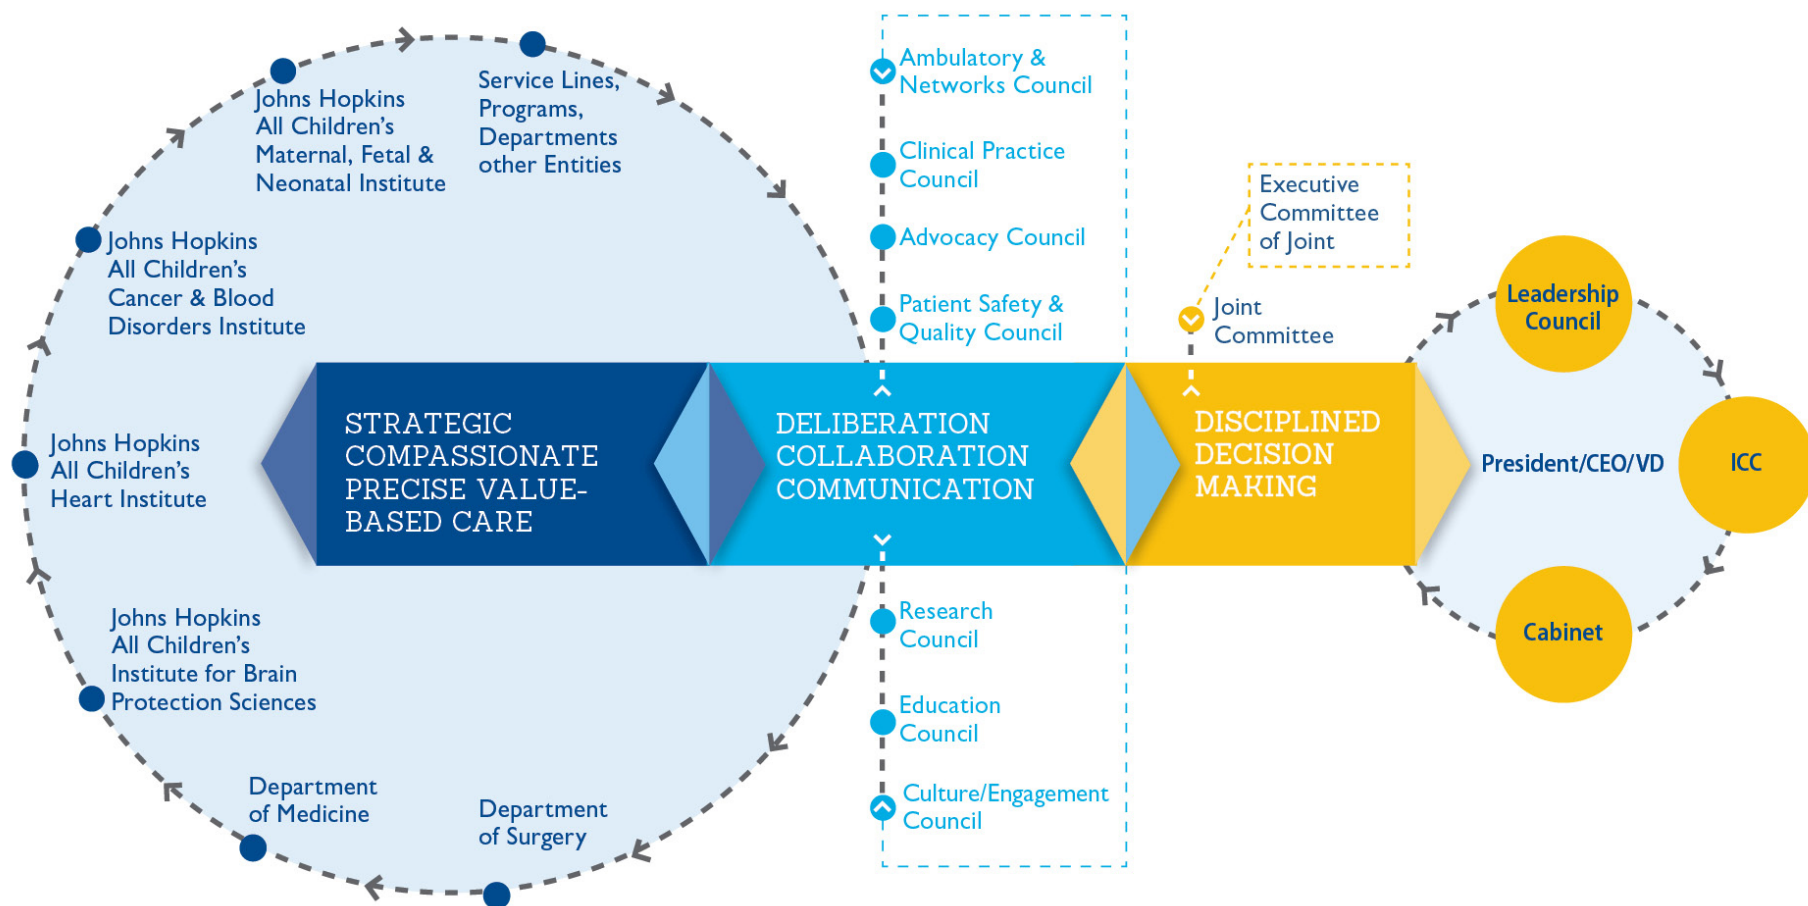 Johns Hopkins
All Children's
Maternal, Fetal &
Neonatal Institute
Service Lines,
Programs,
Departments
other Entities
Johns Hopkins
All Children's
Cancer & Blood
Disorders Institute
Johns Hopkins
All Children's
Heart Institute
Johns Hopkins
All Children's
Institute for Brain
Protection Sciences
Department
of Medicine
Department
of Surgery
STRATEGIC
COMPASSIONATE
PRECISE VALUE-
BASED CARE
Ambulatory &
Networks Council
Clinical Practice
Council
Advocacy Council
Patient Safety &
Quality Council
DELIBERATION
COLLABORATION
COMMUNICATION
Research
Council
Education
Council
Culture/Engagement
Council
Executive
Committee
of Joint
Joint
Committee
DISCIPLINED
DECISION
MAKING
Leadership
Council
President/CEO/VD
ICC
Cabinet